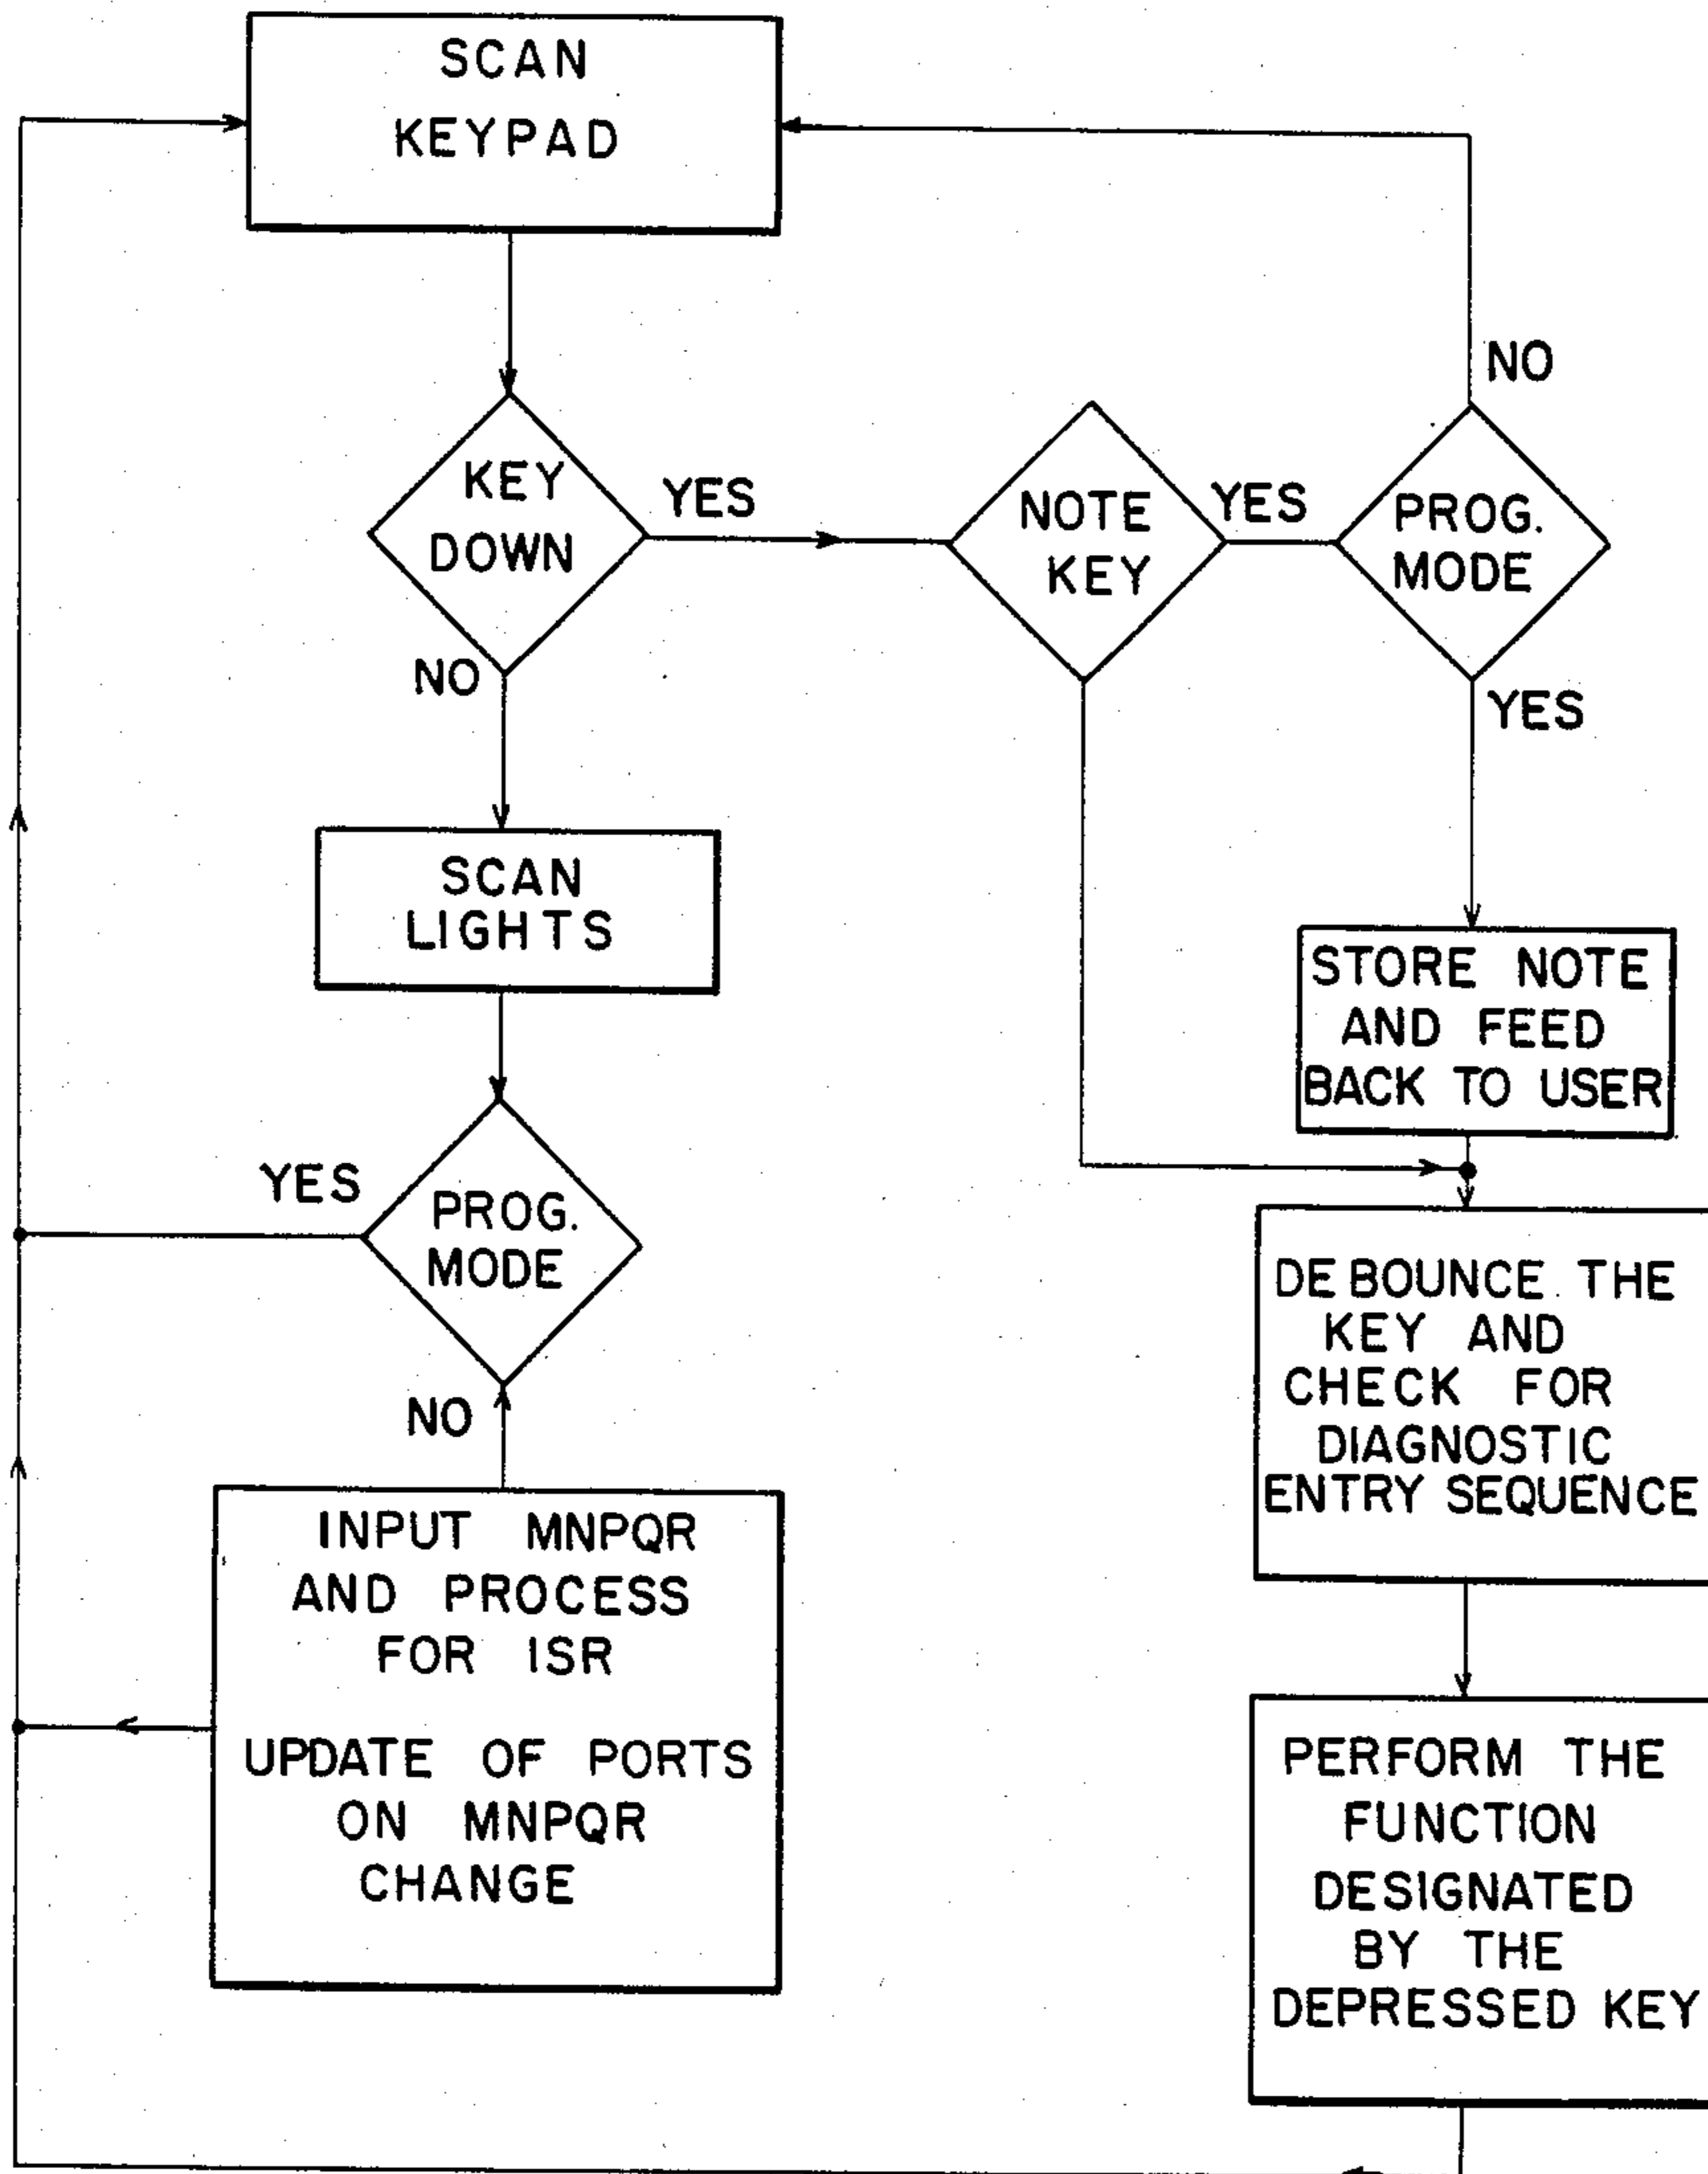 SCAN
KEYPAD
NO
KEY
DOWN
YES
NOTE
KEY
YES
PROG.
MODE
NO
YES
SCAN
LIGHTS
STORE NOTE
AND FEED
BACK TO USER
YES
PROG.
MODE
NO
DEBOUNCE THE
KEY AND
CHECK FOR
DIAGNOSTIC
ENTRY SEQUENCE
INPUT MNPQR
AND PROCESS
FOR ISR
UPDATE OF PORTS
ON MNPQR
CHANGE
PERFORM THE
FUNCTION
DESIGNATED
BY THE
DEPRESSED KEY